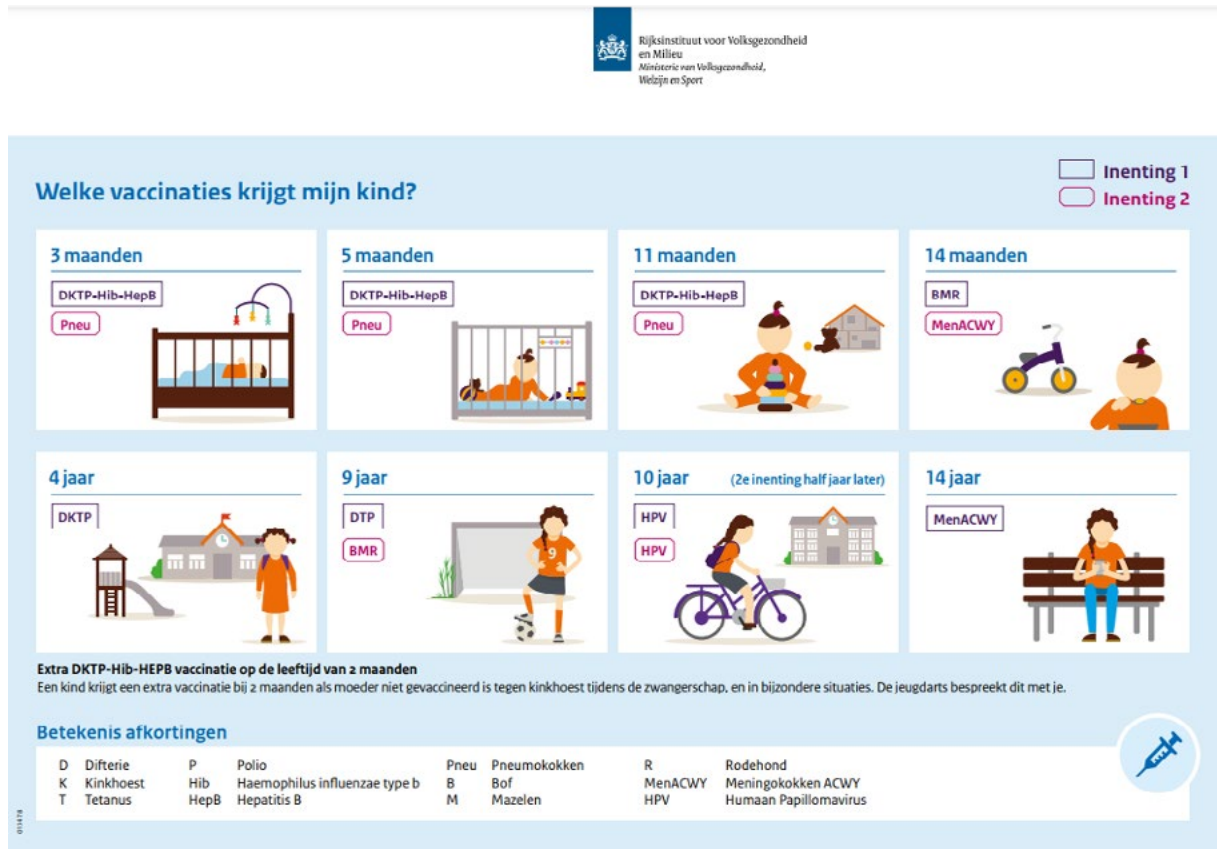 Rijksinstituut voor Volksgezondheid
en Milieu
Ministerie van Volksgezondheid,
Welzijn en Sport
Welke vaccinaties krijgt mijn kind?
Inenting 1
Inenting 2
3 maanden
DKTP-Hib-HepB
Pneu
5 maanden
DKTP-Hib-HepB
Pneu
11 maanden
DKTP-Hib-HepB
Pneu
14 maanden
BMR
MenACWY
4 jaar
DKTP
9 jaar
DTP
BMR
9
10 jaar (2e inenting half jaar later)
HPV
HPV
14 jaar
MenACWY
Extra DKTP-Hib-HEPB vaccinatie op de leeftijd van 2 maanden
Een kind krijgt een extra vaccinatie bij 2 maanden als moeder niet gevaccineerd is tegen kinkhoest tijdens de zwangerschap, en in bijzondere situaties. De jeugdarts bespreekt dit met je.
Betekenis afkortingen
D Difterie P Polio Pneu Pneumokokken R Rodehond
K Kinkhoest Hib Haemophilus influenzae type b B Bof MenACWY Meningokokken ACWY
T Tetanus HepB Hepatitis B M Mazelen HPV Humaan Papillomavirus